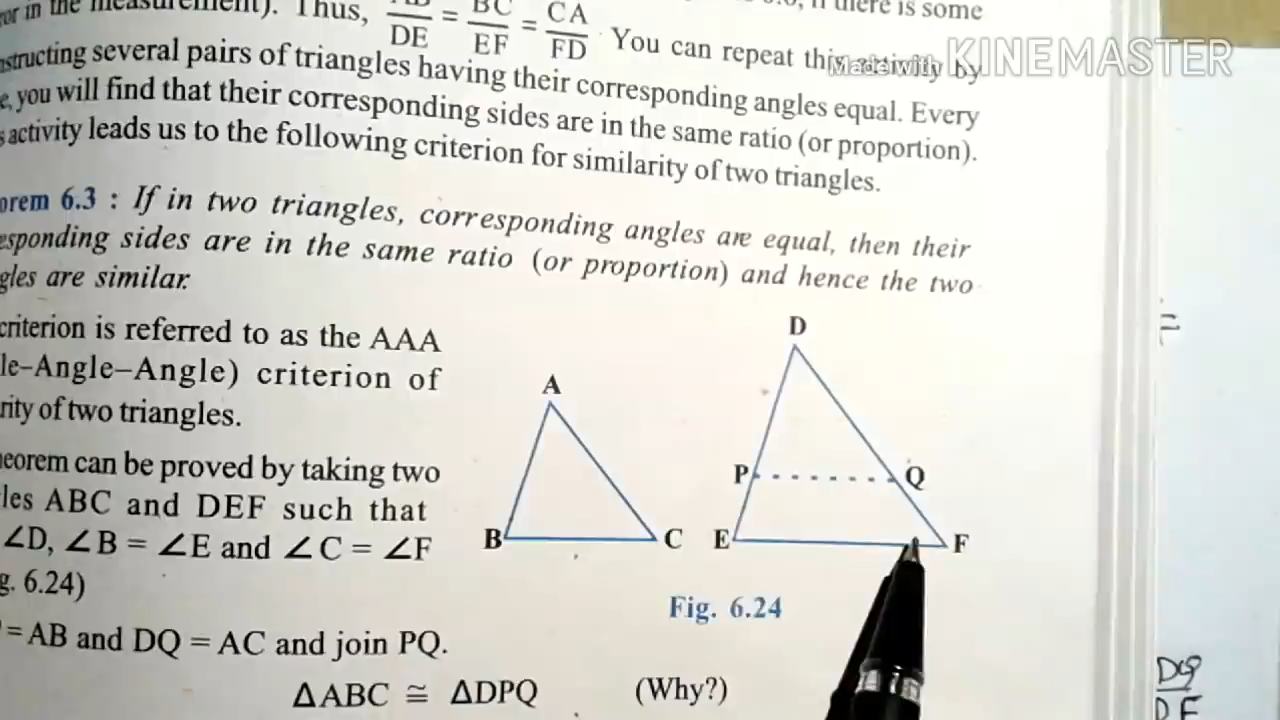 or in the measurement). Thus, /DE = BC/EF = CA/FD . You can repeat this activity by
there is some
structing several pairs of triangles having their corresponding angles equal. Every
e, you will find that their corresponding sides are in the same ratio (or proportion).
s activity leads us to the following criterion for similarity of two triangles.
orem 6.3 : If in two triangles, corresponding angles are equal, then their
esponding sides are in the same ratio (or proportion) and hence the two
gles are similar.
criterion is referred to as the AAA
le–Angle–Angle) criterion of
rity of two triangles.
eorem can be proved by taking two
les ABC and DEF such that
∠D, ∠B = ∠E and ∠C = ∠F
g. 6.24)
A
B
C
D
P
Q
E
F
Fig. 6.24
= AB and DQ = AC and join PQ.
ΔABC ≅ ΔDPQ (Why?)
Made with KINEMASTER
DQ
DF